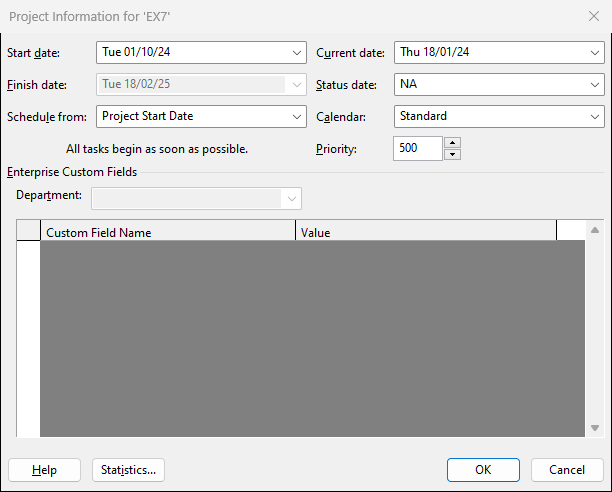 Project Information for 'EX7'
Start date: Tue 01/10/24 Current date: Thu 18/01/24
Finish date: Tue 18/02/25 Status date: NA
Schedule from: Project Start Date Calendar: Standard
All tasks begin as soon as possible. Priority: 500
Enterprise Custom Fields
Department:
Custom Field Name Value
Help Statistics... OK Cancel